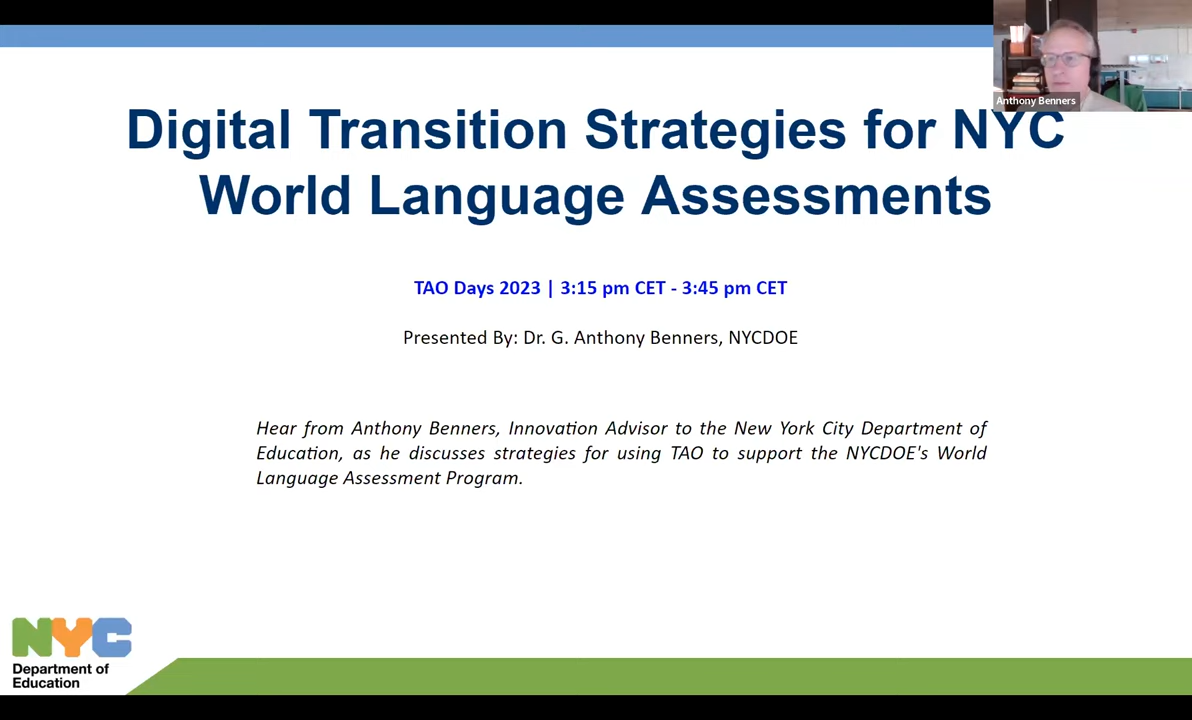 Anthony Benners
Digital Transition Strategies for NYC
World Language Assessments
TAO Days 2023 | 3:15 pm CET - 3:45 pm CET
Presented By: Dr. G. Anthony Benners, NYCDOE
Hear from Anthony Benners, Innovation Advisor to the New York City Department of
Education, as he discusses strategies for using TAO to support the NYCDOE's World
Language Assessment Program.
NYC
Department of
Education